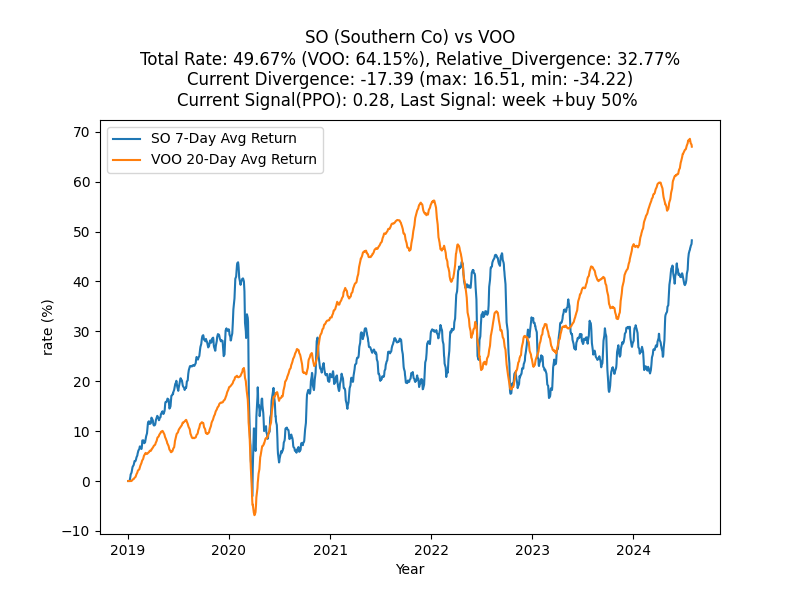 SO (Southern Co) vs VOO
Total Rate: 49.67% (VOO: 64.15%), Relative_Divergence: 32.77%
Current Divergence: -17.39 (max: 16.51, min: -34.22)
Current Signal(PPO): 0.28, Last Signal: week +buy 50%
SO 7-Day Avg Return
VOO 20-Day Avg Return
rate (%)
70
60
50
40
30
20
10
0
−10
2019 2020 2021 2022 2023 2024
Year